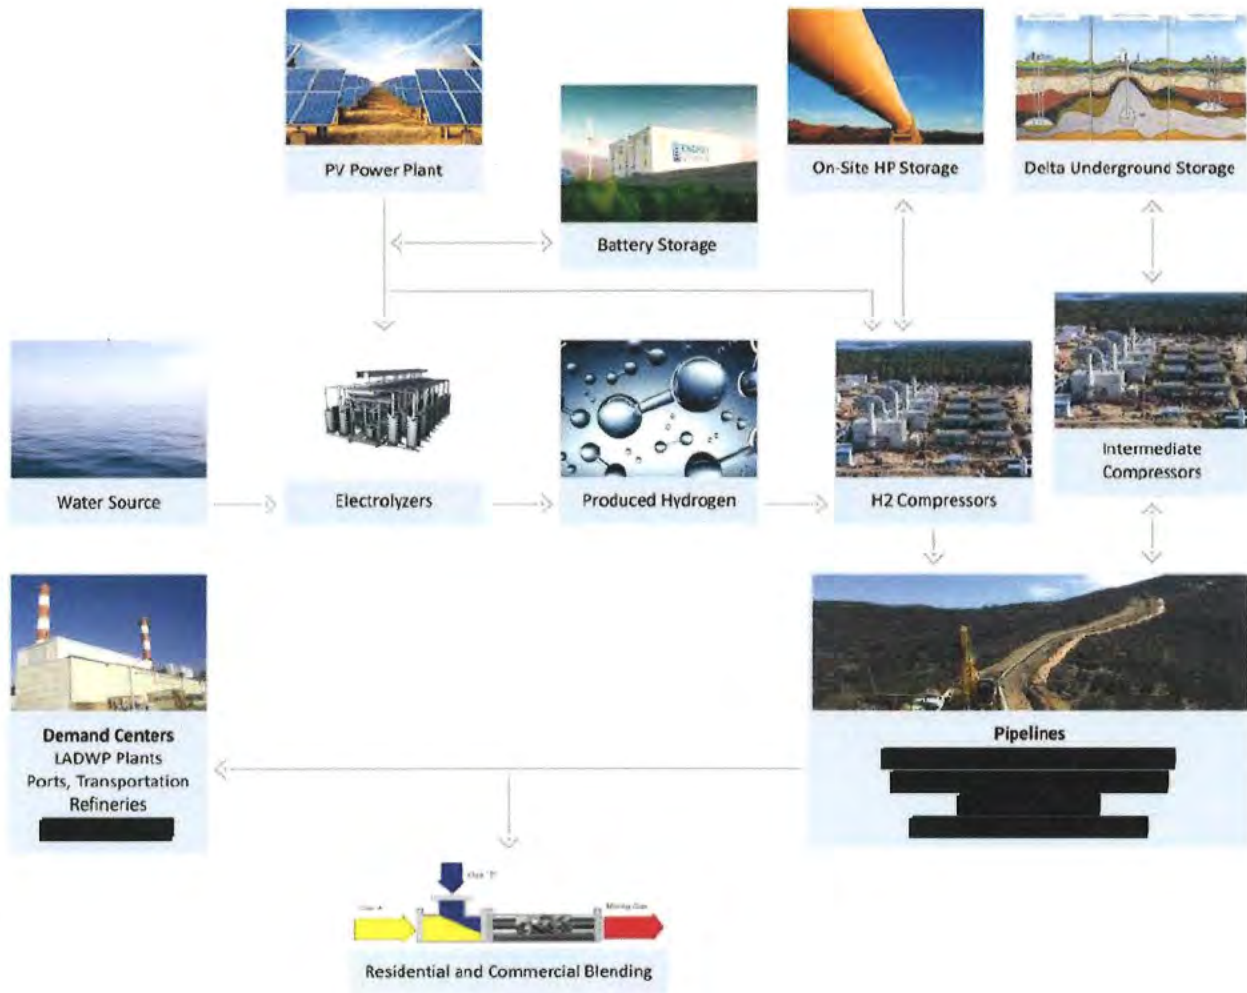 PV Power Plant
Battery Storage
On-Site HP Storage
Delta Underground Storage
Water Source
Electrolyzers
Produced Hydrogen
H2 Compressors
Intermediate
Compressors
Demand Centers
LADWP Plants
Ports, Transportation
Refineries
Pipelines
Residential and Commercial Blending